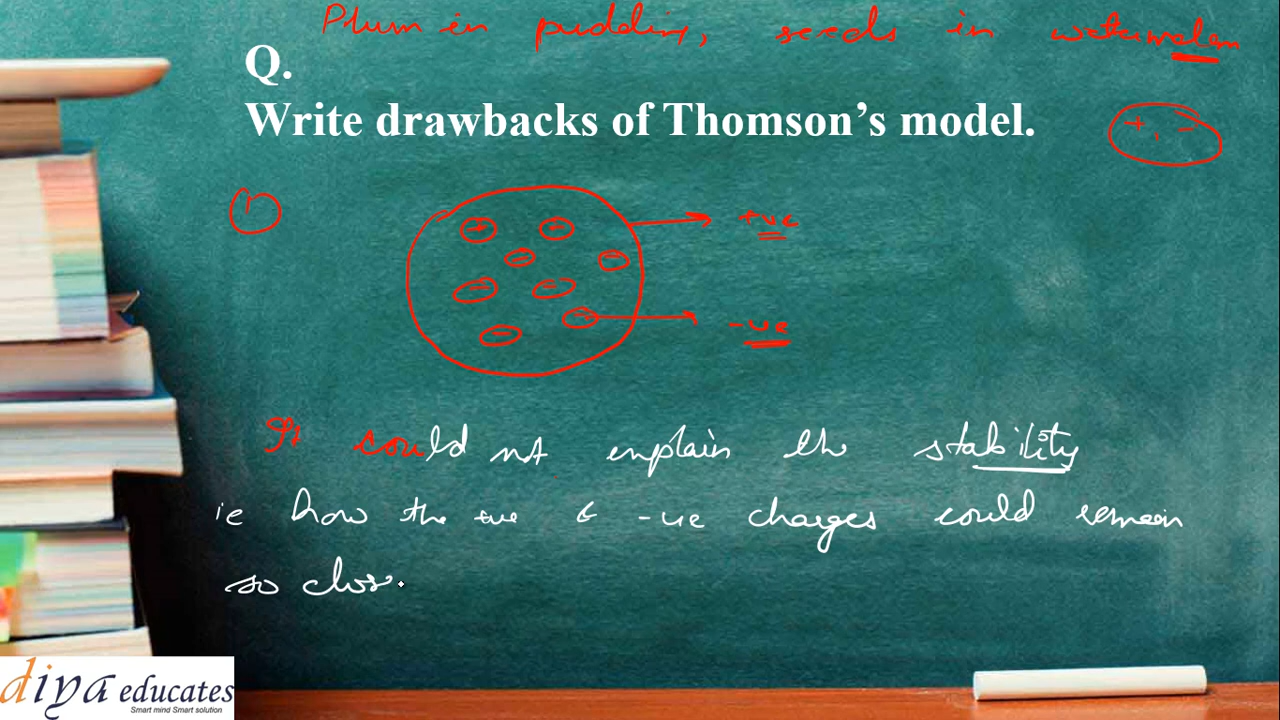 Plum in pudding, seeds in watermelon
Q.
Write drawbacks of Thomson's model.
+ -
1
+ve
-ve
It could not explain the stability
ie how the +ve & -ve charges could remain
so close
diya educates
Smart mind Smart solution